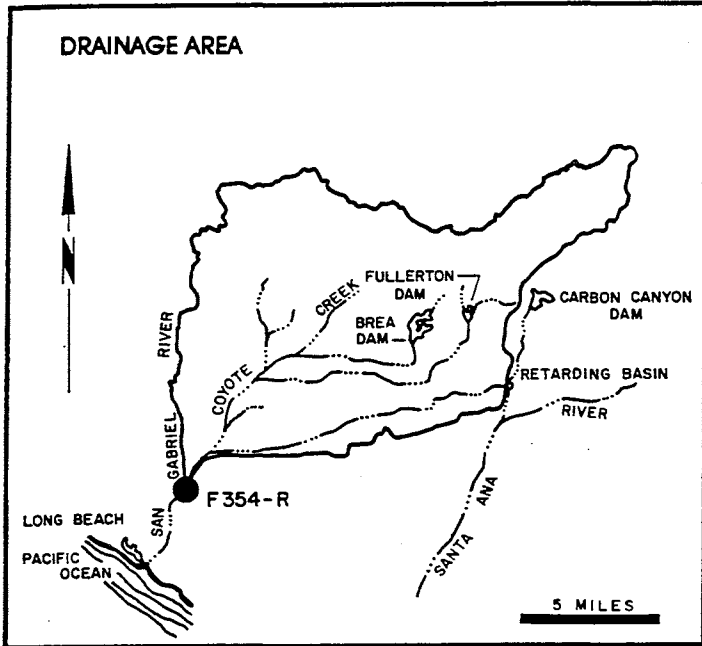 DRAINAGE AREA
N
FULLERTON
DAM
CREEK
BREA
DAM
CARBON CANYON
DAM
RIVER
COYOTE
RETARDING BASIN
RIVER
GABRIEL
F354-R
SAN
ANA
SANTA
LONG BEACH
PACIFIC
OCEAN
5 MILES